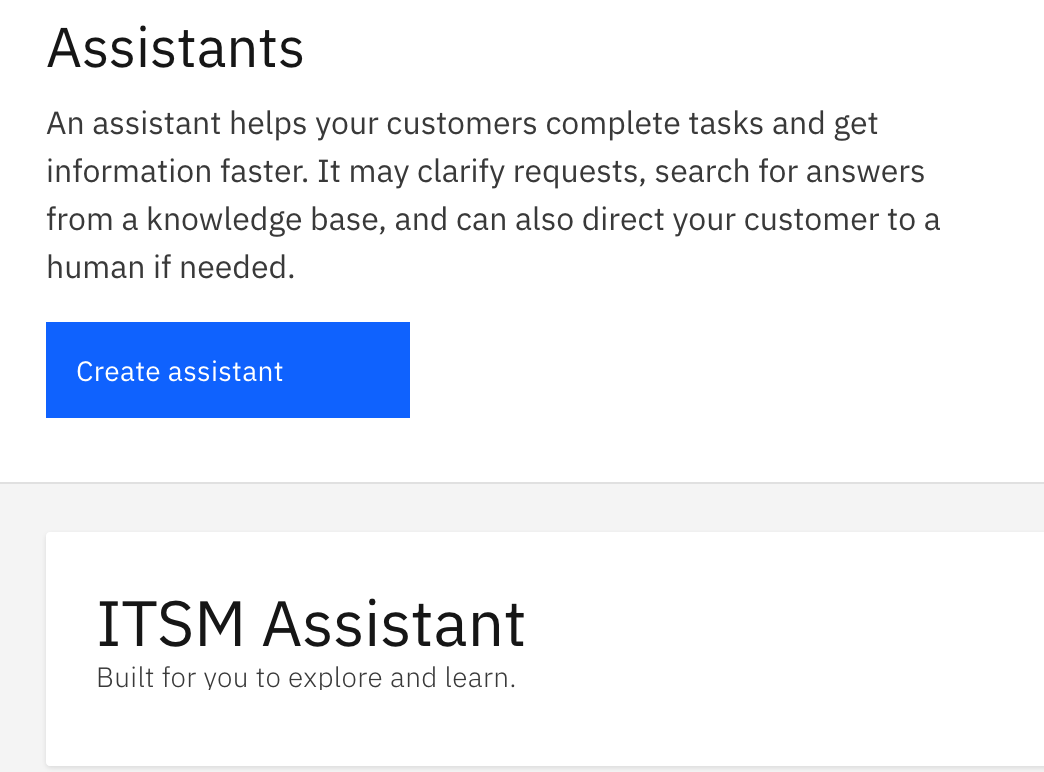 Assistants
An assistant helps your customers complete tasks and get
information faster. It may clarify requests, search for answers
from a knowledge base, and can also direct your customer to a
human if needed.
Create assistant
ITSM Assistant
Built for you to explore and learn.